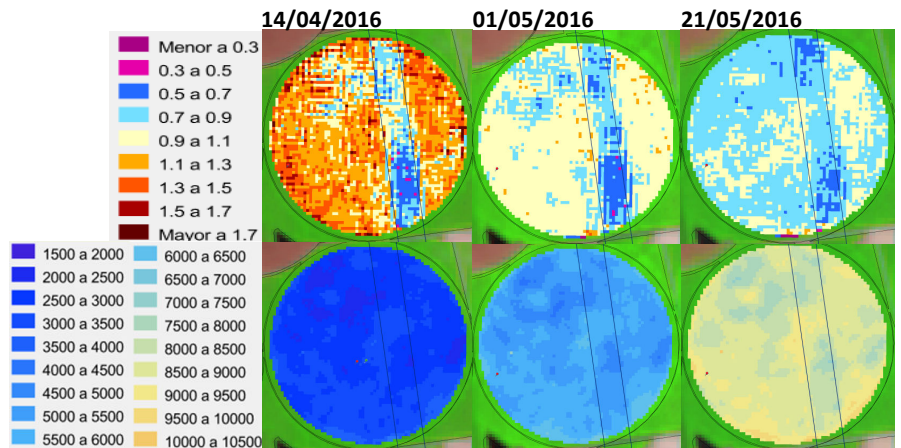 14/04/2016 01/05/2016 21/05/2016
Menor a 0.3
0.3 a 0.5
0.5 a 0.7
0.7 a 0.9
0.9 a 1.1
1.1 a 1.3
1.3 a 1.5
1.5 a 1.7
Mayor a 1.7
1500 a 2000 6000 a 6500
2000 a 2500 6500 a 7000
2500 a 3000 7000 a 7500
3000 a 3500 7500 a 8000
3500 a 4000 8000 a 8500
4000 a 4500 8500 a 9000
4500 a 5000 9000 a 9500
5000 a 5500 9500 a 10000
5500 a 6000 10000 a 10500